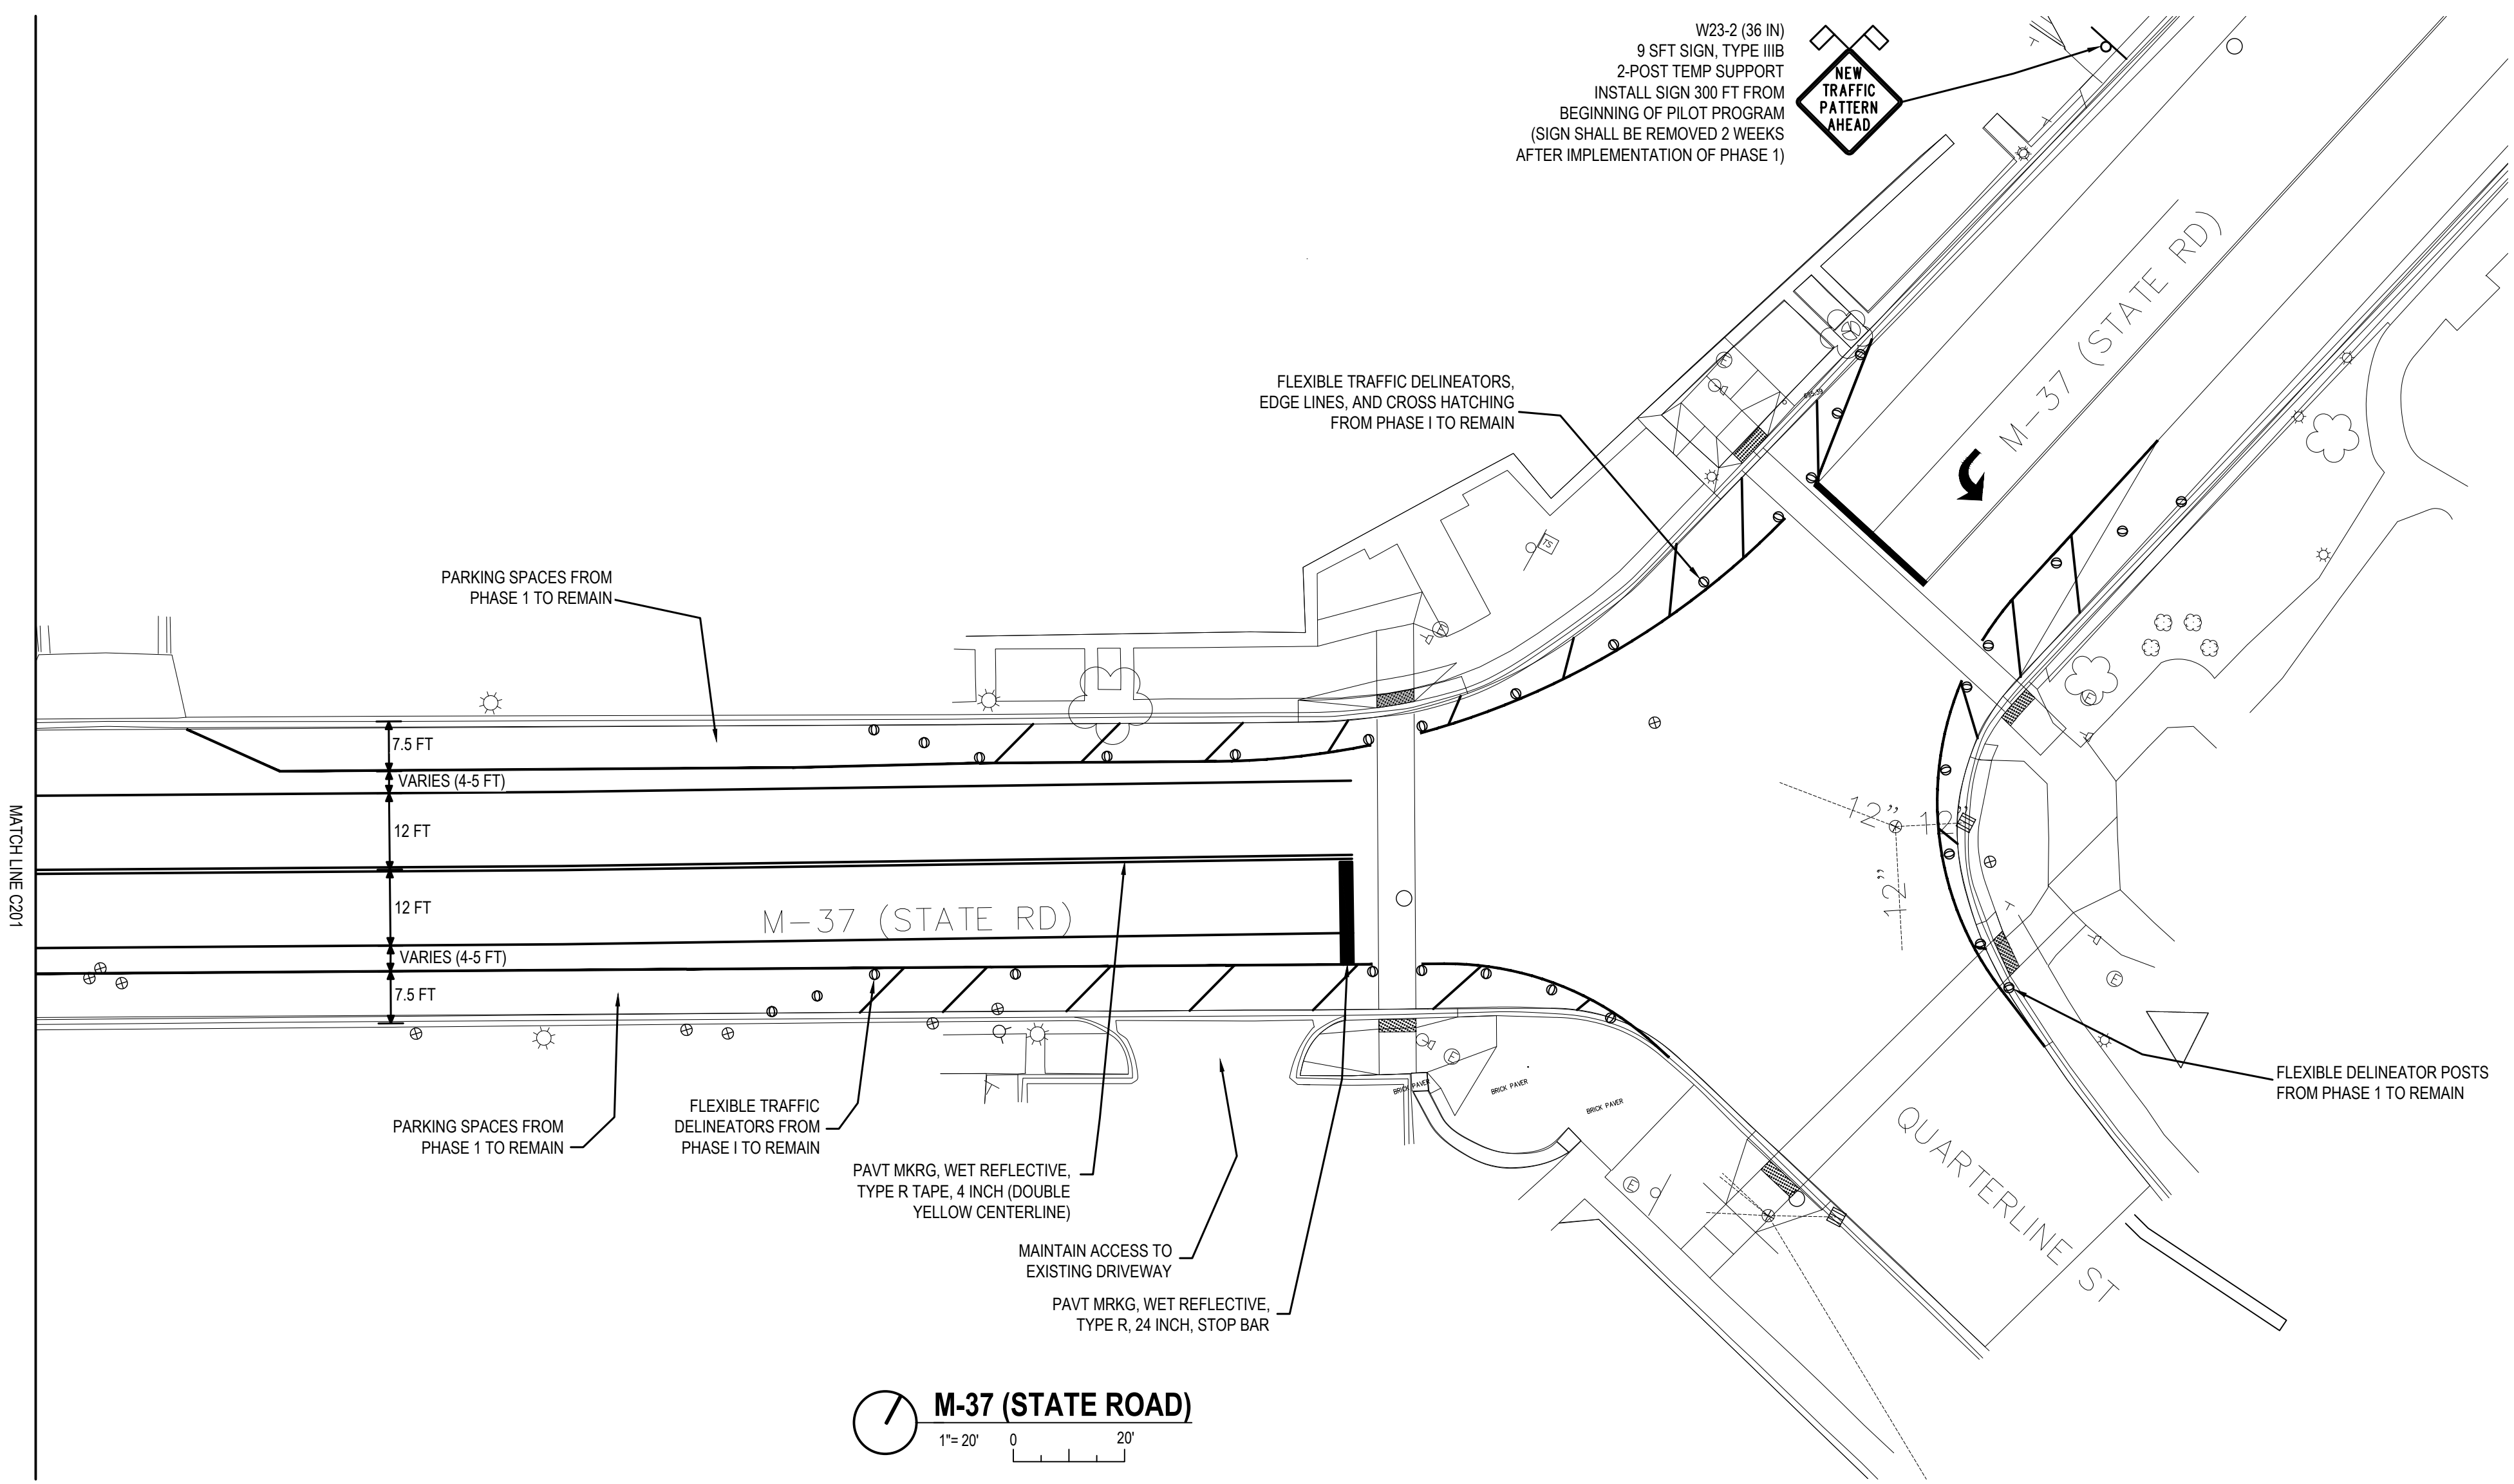 W23-2 (36 IN)
9 SFT SIGN, TYPE IIIB
2-POST TEMP SUPPORT
INSTALL SIGN 300 FT FROM
BEGINNING OF PILOT PROGRAM
(SIGN SHALL BE REMOVED 2 WEEKS
AFTER IMPLEMENTATION OF PHASE 1)
NEW
TRAFFIC
PATTERN
AHEAD
M-37 (STATE RD)
FLEXIBLE TRAFFIC DELINEATORS,
EDGE LINES, AND CROSS HATCHING
FROM PHASE I TO REMAIN
E
TS
A
E
PARKING SPACES FROM
PHASE 1 TO REMAIN
7.5 FT
VARIES (4-5 FT)
12 FT
12 FT
VARIES (4-5 FT)
7.5 FT
MATCH LINE C201
M-37 (STATE RD)
12"
12"
12"
E
E
BRICK PAVER
BRICK PAVER
BRICK PAVER
E
FLEXIBLE DELINEATOR POSTS
FROM PHASE 1 TO REMAIN
QUARTERLINE ST
PARKING SPACES FROM
PHASE 1 TO REMAIN
FLEXIBLE TRAFFIC
DELINEATORS FROM
PHASE I TO REMAIN
PAVT MKRG, WET REFLECTIVE,
TYPE R TAPE, 4 INCH (DOUBLE
YELLOW CENTERLINE)
MAINTAIN ACCESS TO
EXISTING DRIVEWAY
PAVT MRKG, WET REFLECTIVE,
TYPE R, 24 INCH, STOP BAR
M-37 (STATE ROAD)
1"= 20'
0
20'